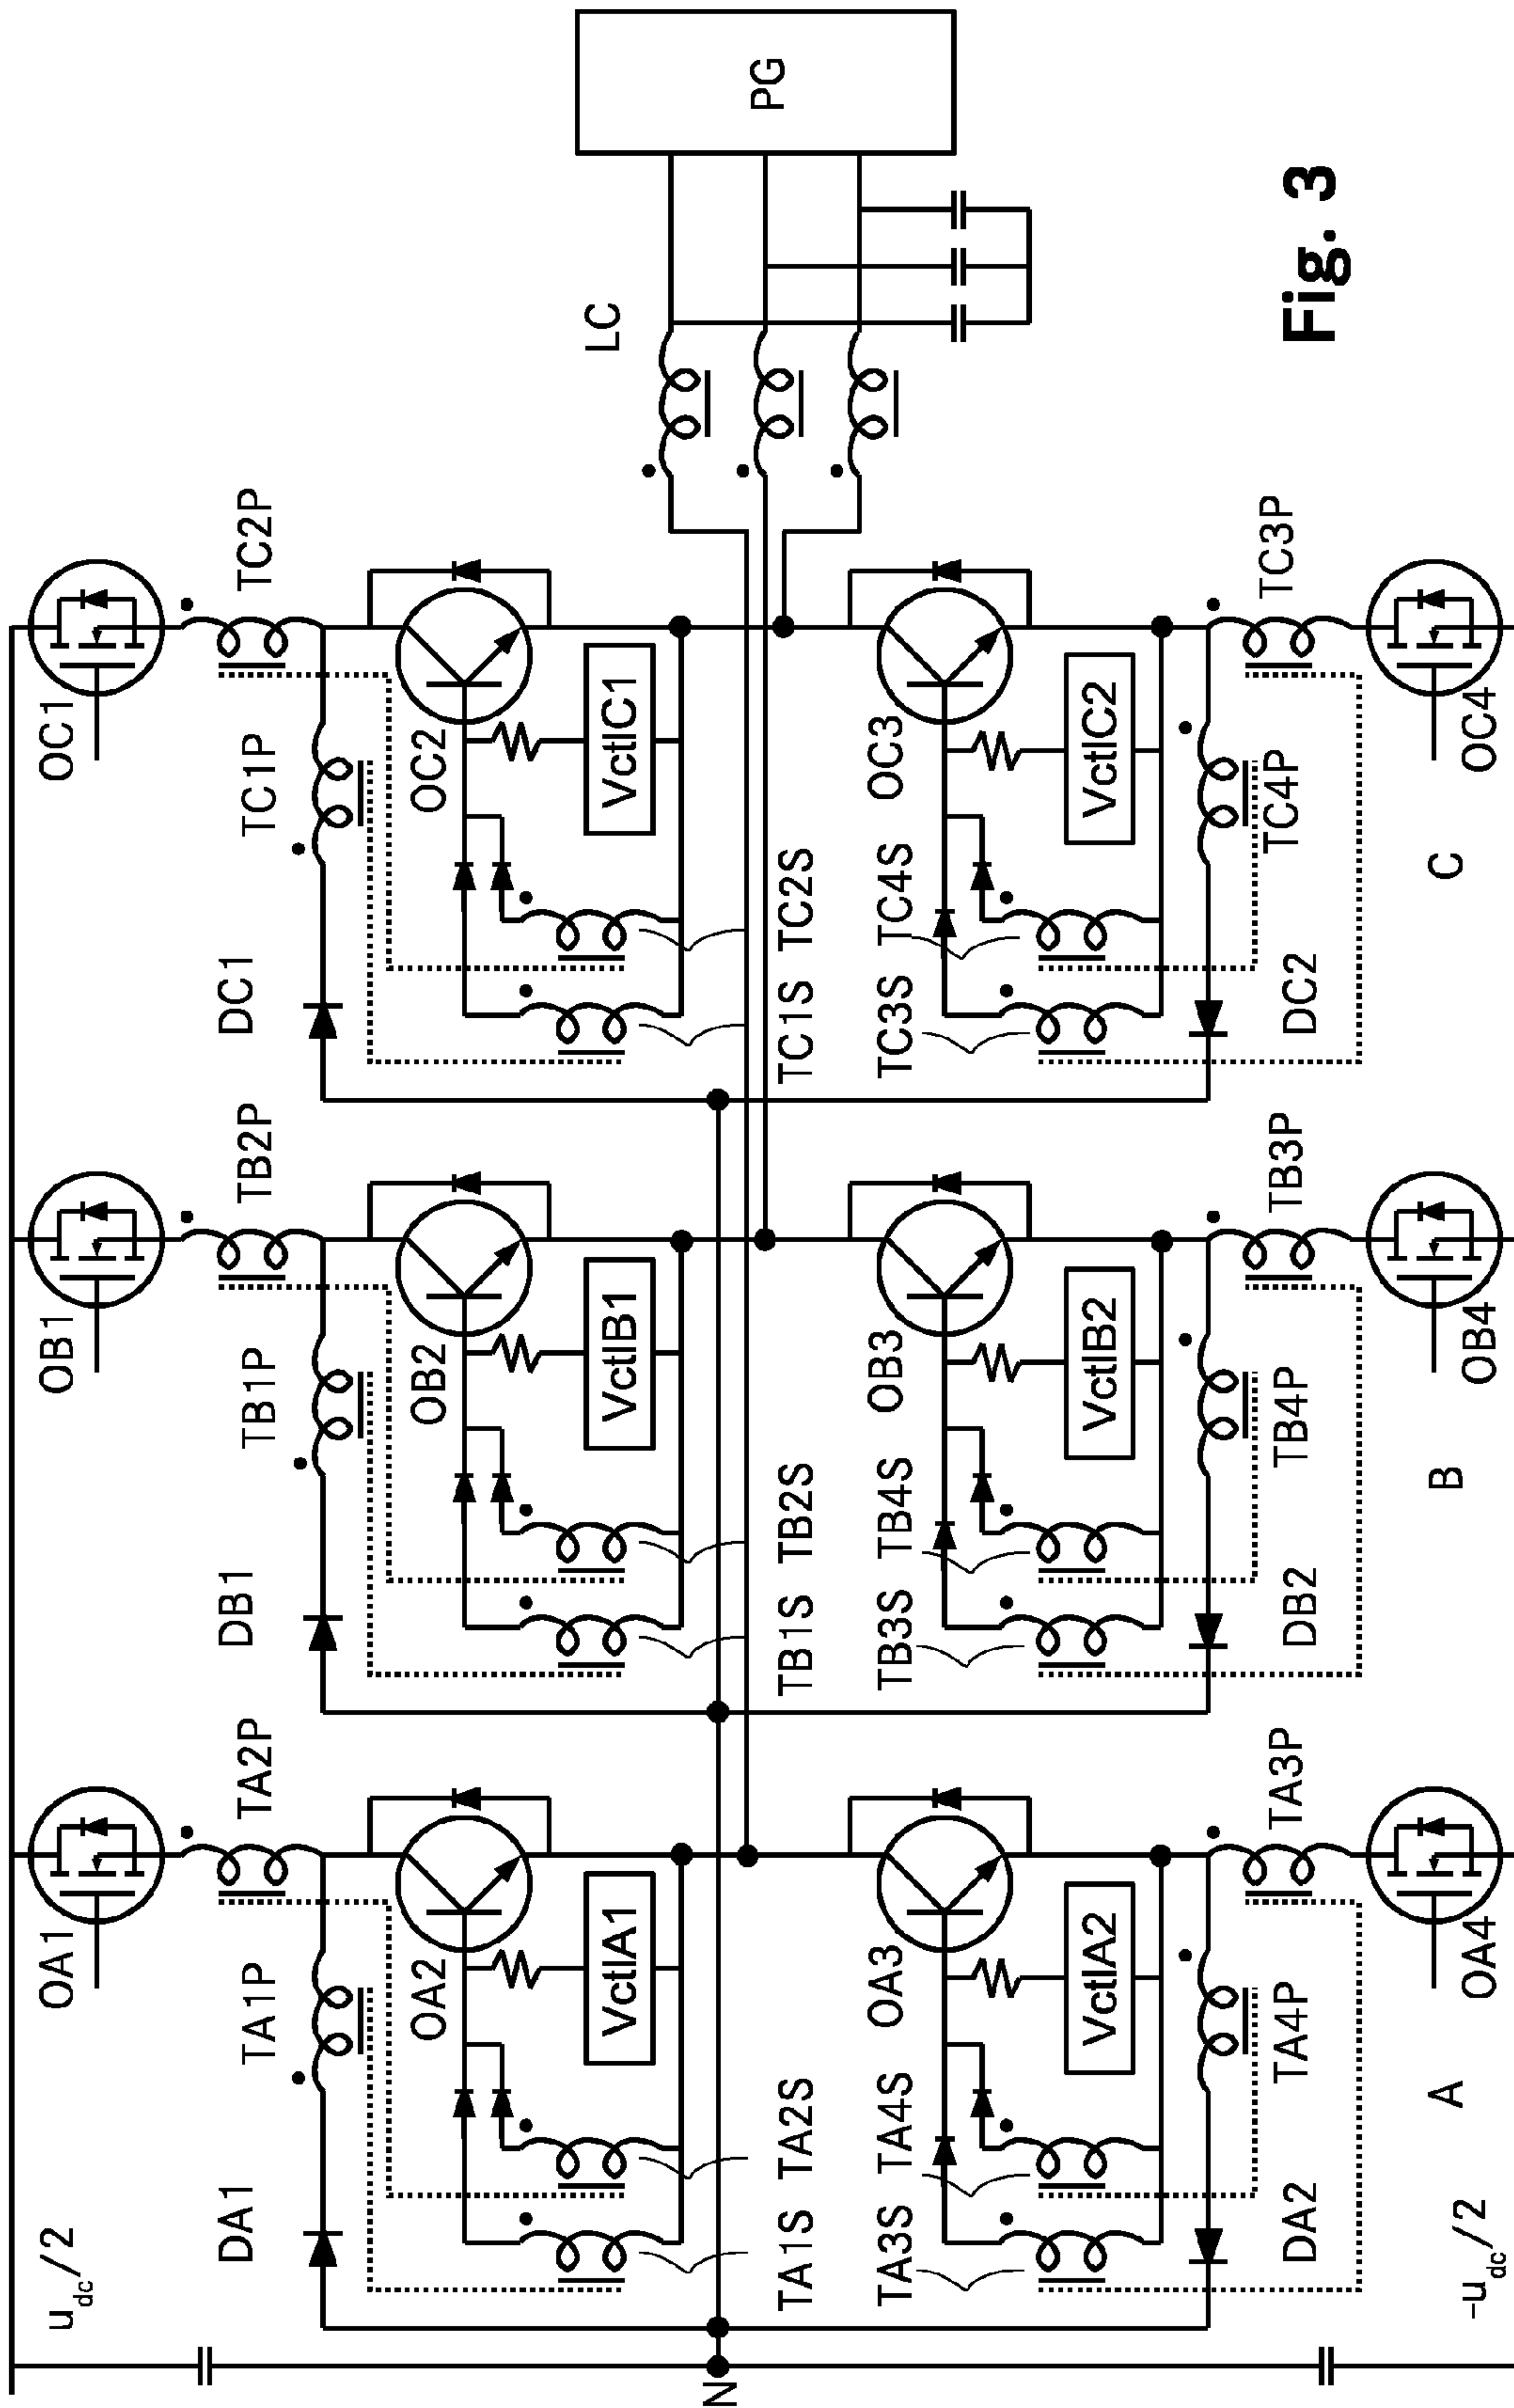 u_dc/2
OA1
OB1
OC1
DA1
TA1P
TA2P
DB1
TB1P
TB2P
DC1
TC1P
TC2P
OA2
OB2
OC2
VctlA1
VctlB1
VctlC1
LC
PG
N
TA1S TA2S
TB1S TB2S
TC1S TC2S
TA3S TA4S
OA3
TB3S TB4S
OB3
TC3S TC4S
OC3
VctlA2
VctlB2
VctlC2
DA2
TA4P
TA3P
DB2
TB4P
TB3P
DC2
TC4P
TC3P
-u_dc/2
A
OA4
B
OB4
C
OC4
Fig. 3